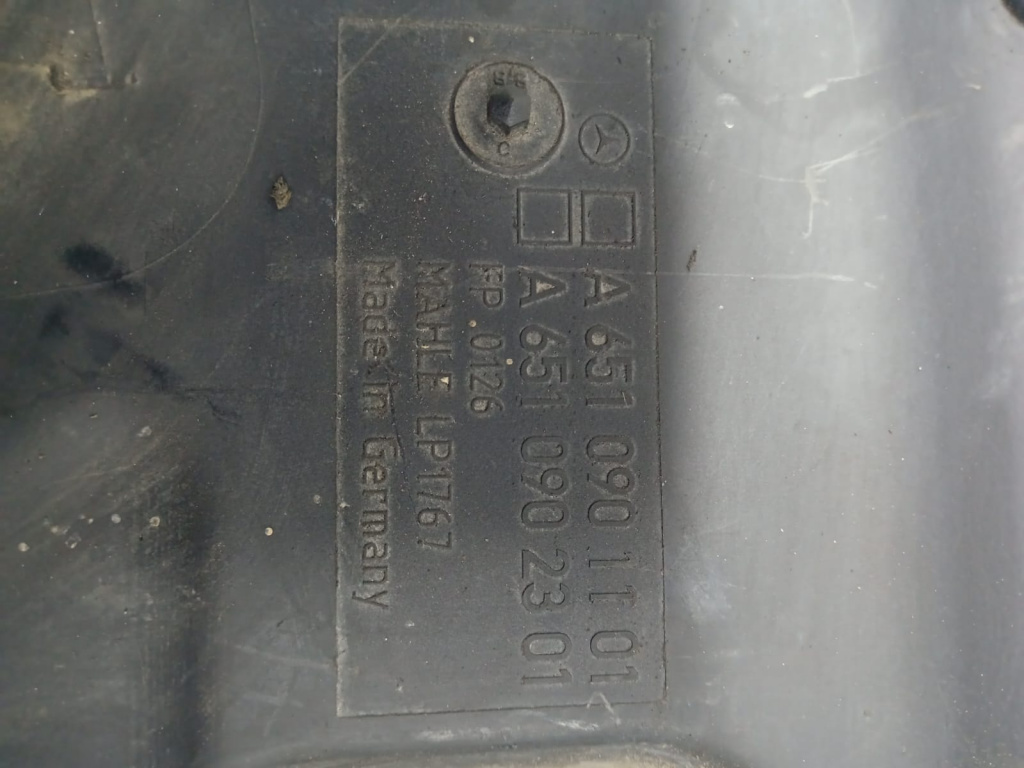 A 651 090 11 01
A 651 090 23 01
FP 0126
MAHLE LP1767
Made in Germany